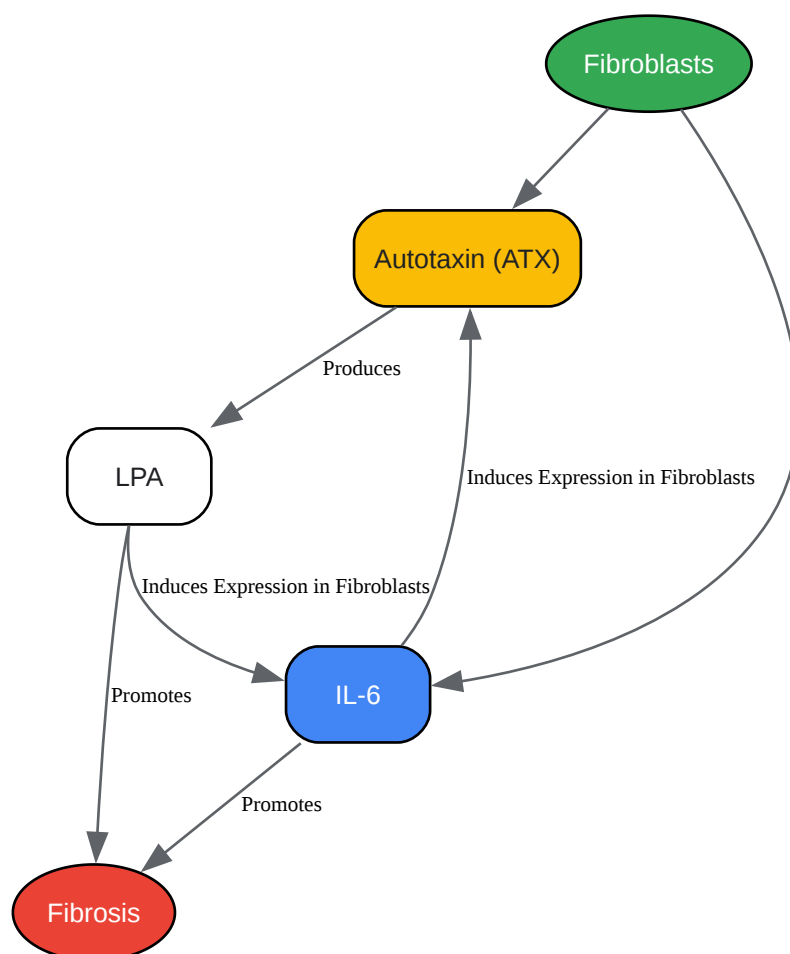 Fibroblasts
Autotaxin (ATX)
Produces
LPA
Induces Expression in Fibroblasts
Induces Expression in Fibroblasts
IL-6
Promotes
Promotes
Fibrosis